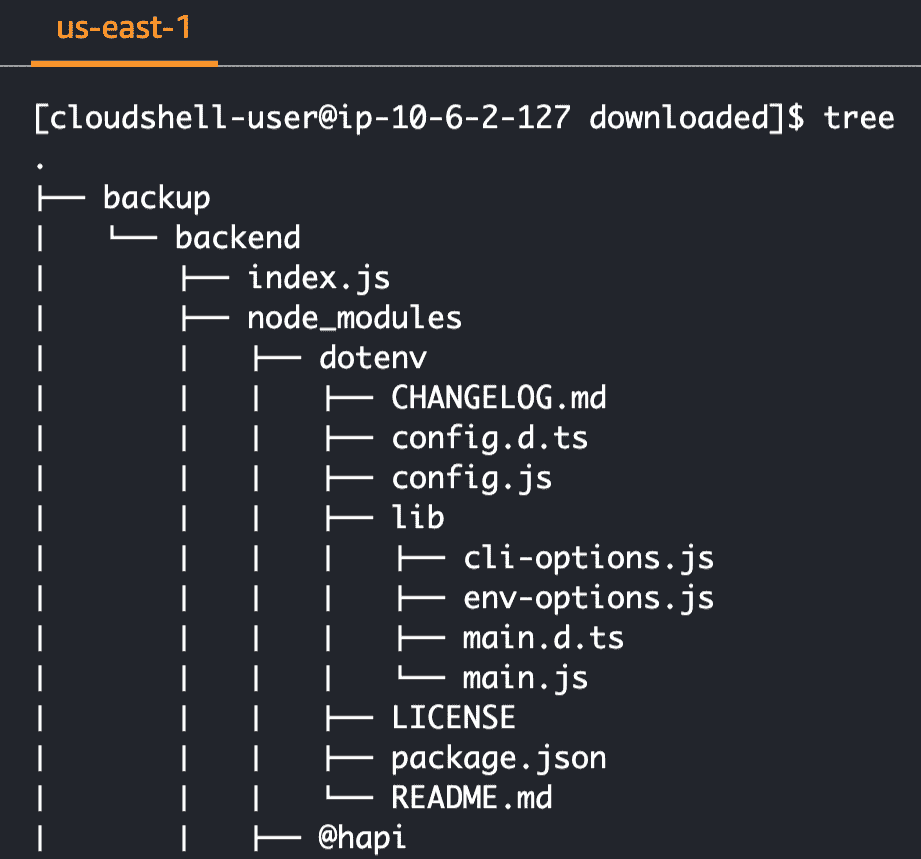 us-east-1
[cloudshell-user@ip-10-6-2-127 downloaded]$ tree
.
├── backup
│   └── backend
│       ├── index.js
│       ├── node_modules
│       │   ├── dotenv
│       │   │   ├── CHANGELOG.md
│       │   │   ├── config.d.ts
│       │   │   ├── config.js
│       │   │   ├── lib
│       │   │   │   ├── cli-options.js
│       │   │   │   ├── env-options.js
│       │   │   │   ├── main.d.ts
│       │   │   │   └── main.js
│       │   │   ├── LICENSE
│       │   │   ├── package.json
│       │   │   └── README.md
│       │   ├── @hapi